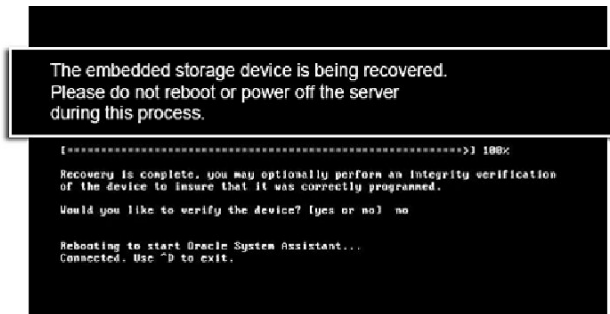 The embedded storage device is being recovered.
Please do not reboot or power off the server
during this process.
[============================================================>] 100%
Recovery is complete, you may optionally perform an integrity verification
of the device to insure that it was correctly programmed.
Would you like to verify the device? [yes or no] no
Rebooting to start Oracle System Assistant...
Connected. Use ^D to exit.